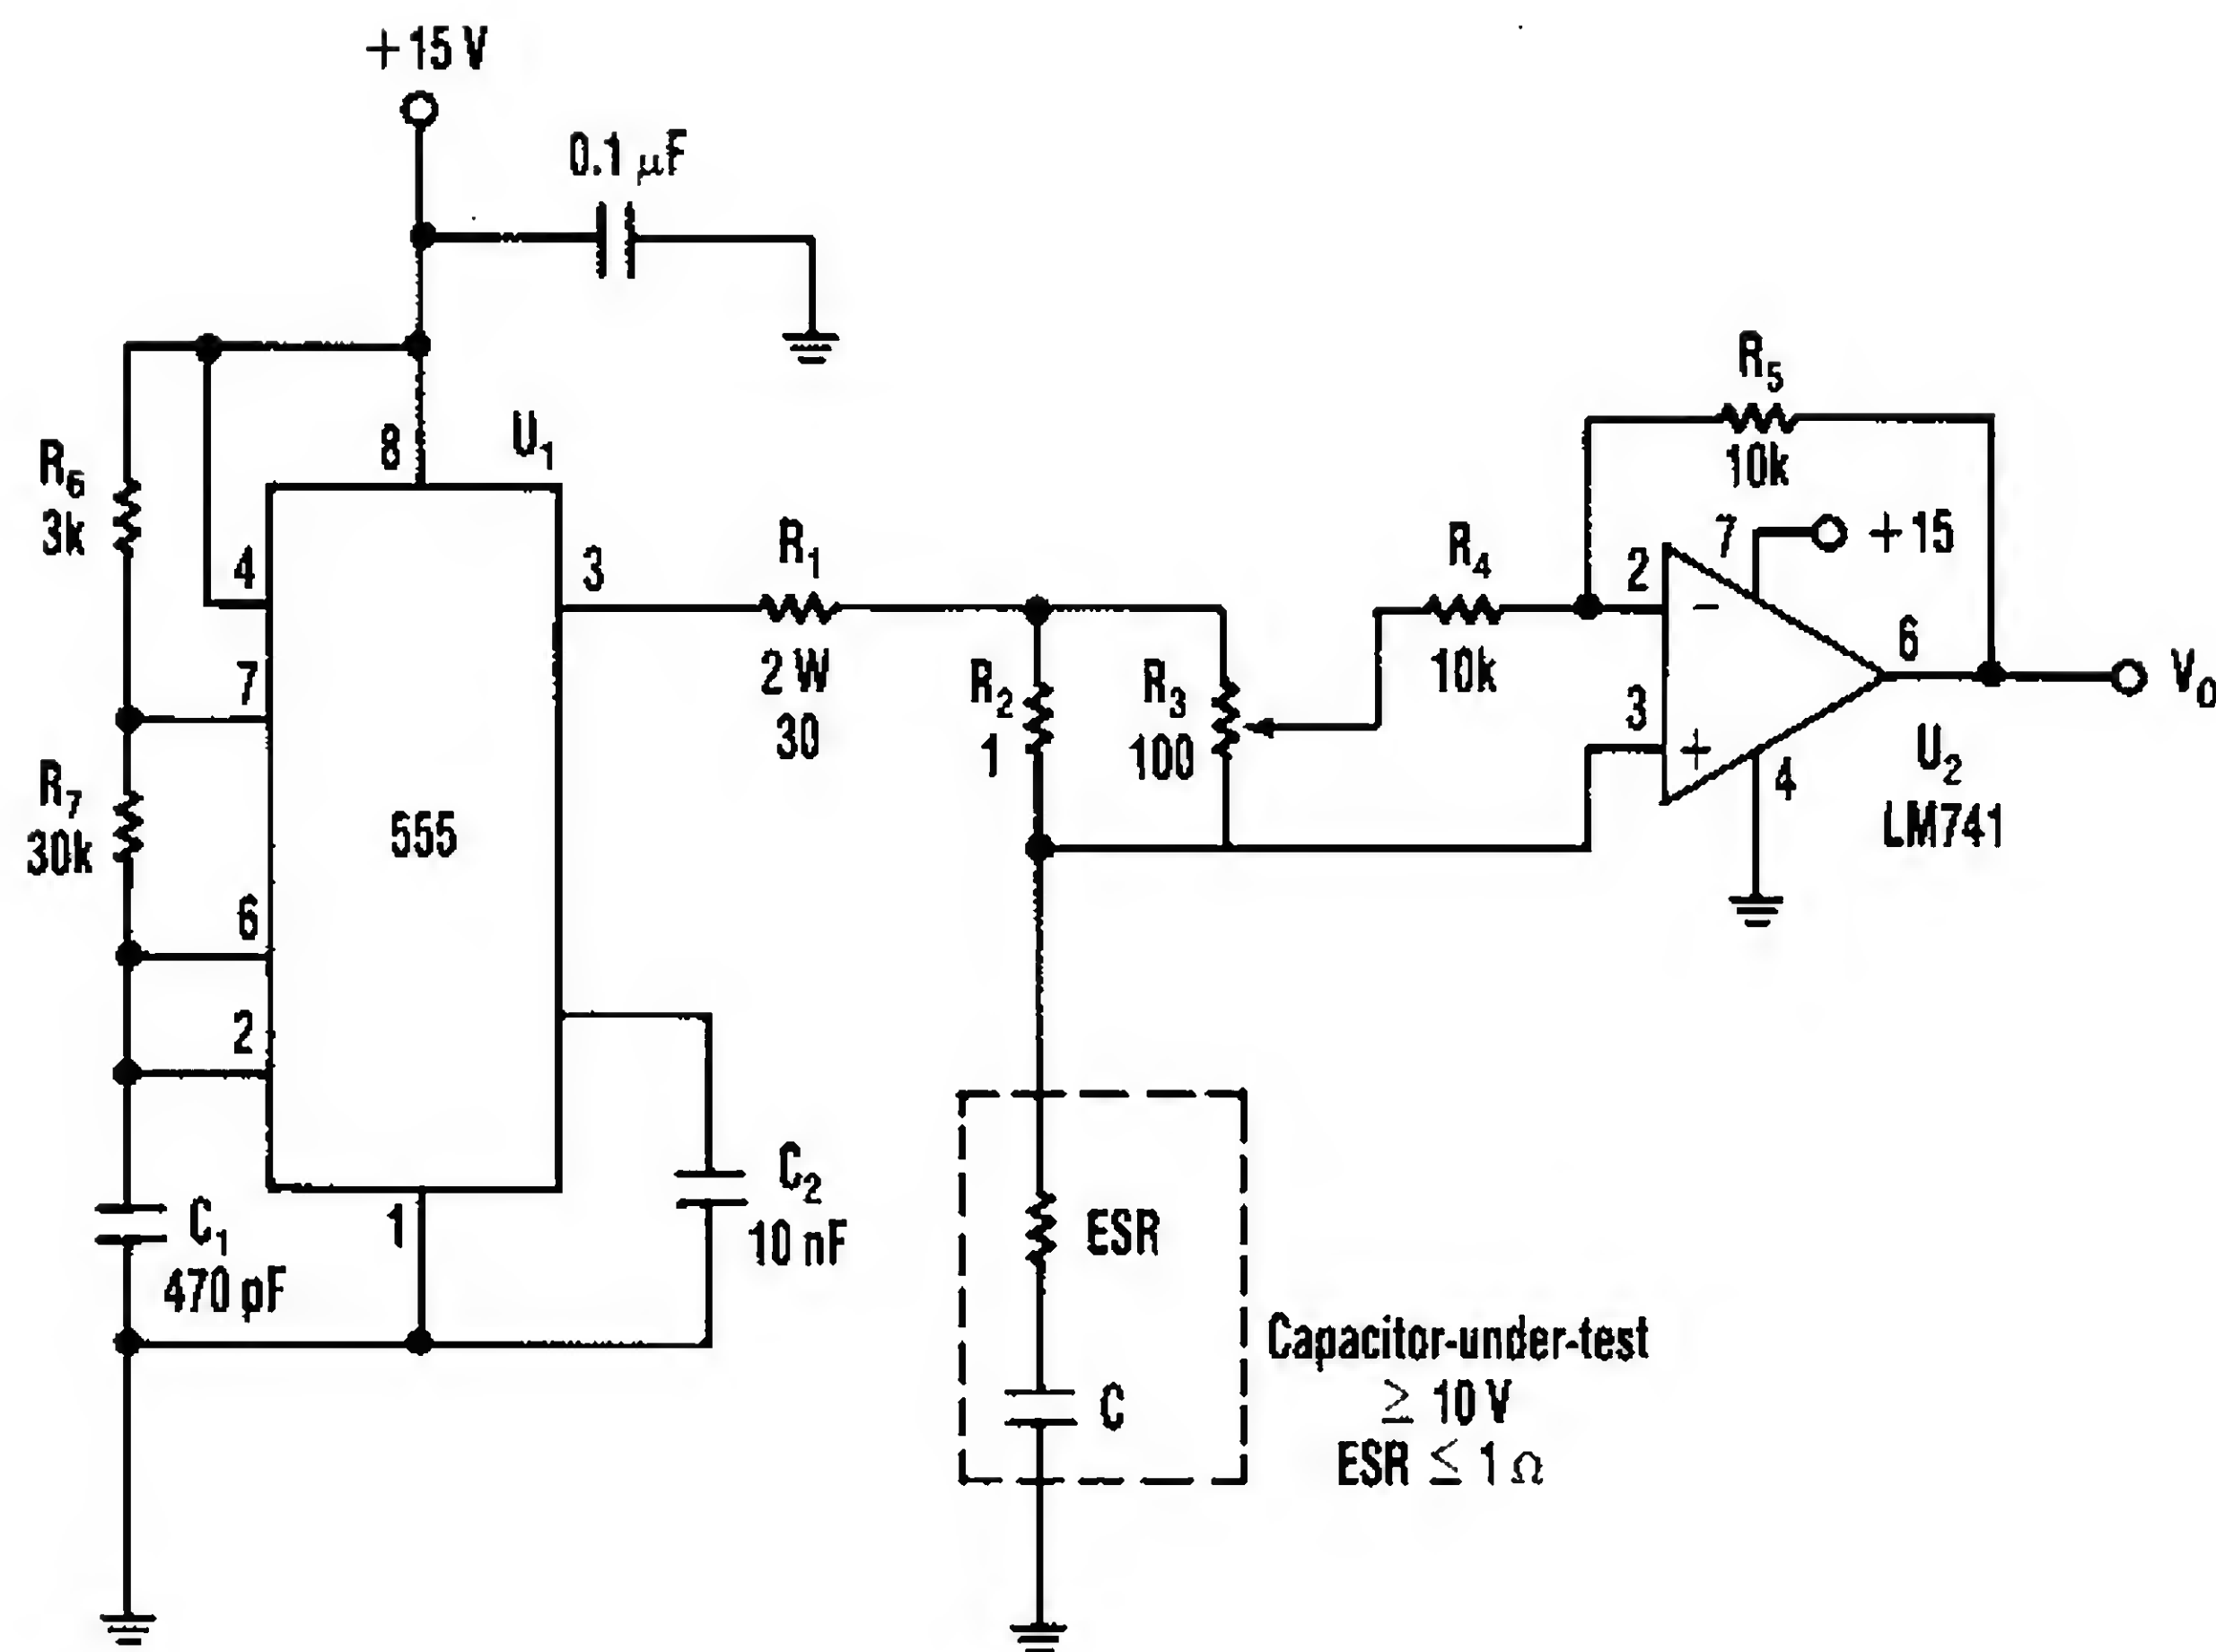 +15 V
0.1 μF
R5
10k
8
U1
R6
3k
+15
7
R1
R4
2
4
3
6
2 W
30
10k
7
R2
1
R3
100
3
VO
−
+
4
U2
LM741
R7
30k
555
6
2
C2
10 nF
1
C1
470 pF
ESR
C
Capacitor-under-test
≥ 10 V
ESR ≤ 1 Ω